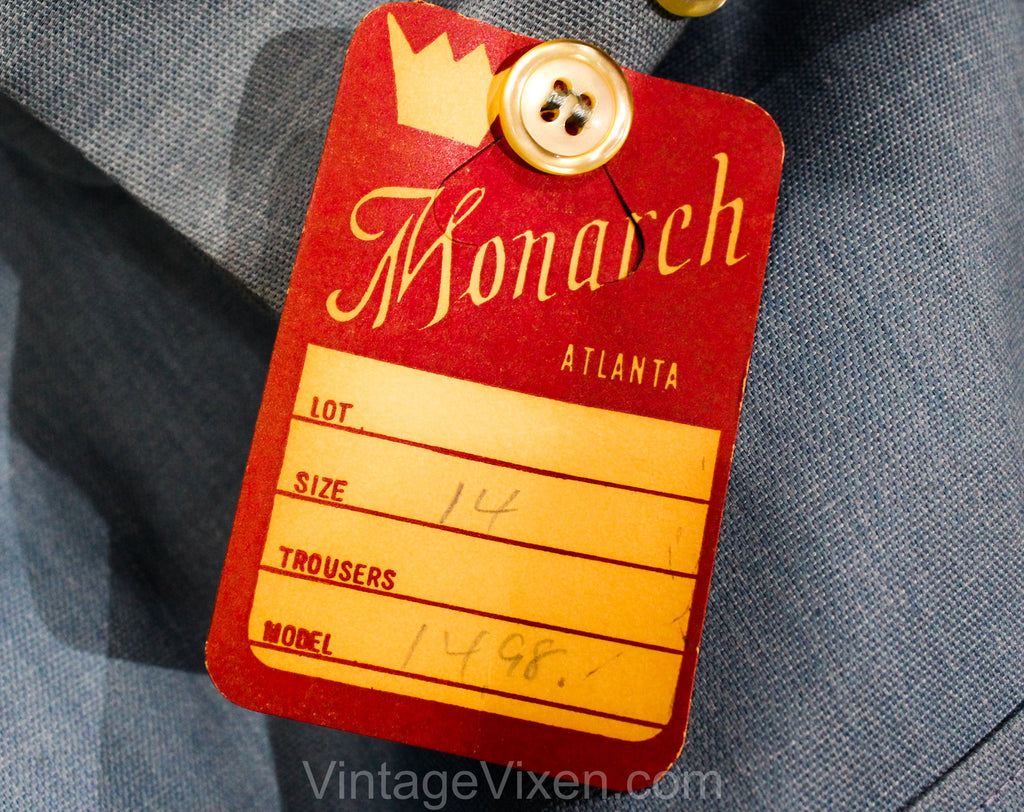 Monarch
ATLANTA
LOT
SIZE 14
TROUSERS
MODEL 1498.-
VintageVixen.com